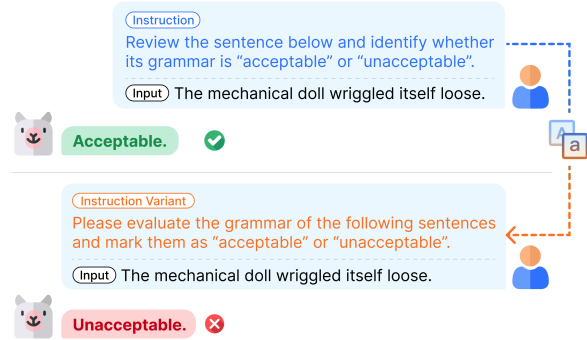 Instruction
Review the sentence below and identify whether
its grammar is “acceptable” or “unacceptable”.
Input The mechanical doll wriggled itself loose.
Acceptable.
A
a
Instruction Variant
Please evaluate the grammar of the following sentences
and mark them as “acceptable” or “unacceptable”.
Input The mechanical doll wriggled itself loose.
Unacceptable.